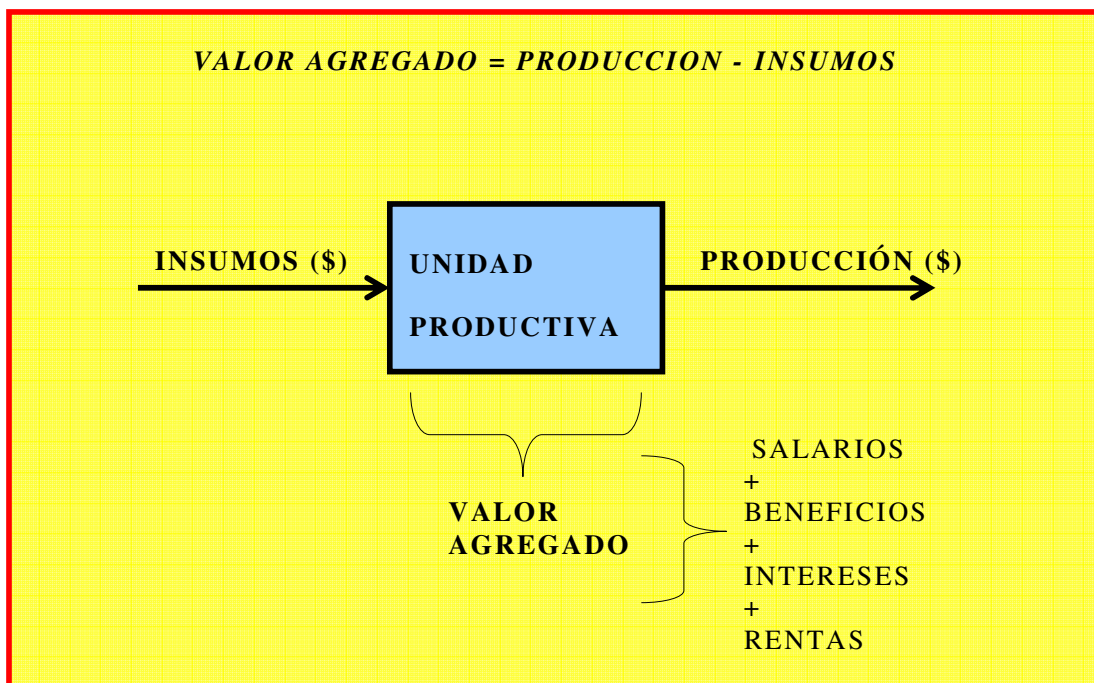 VALOR AGREGADO = PRODUCCION - INSUMOS
INSUMOS ($)
UNIDAD
PRODUCTIVA
PRODUCCIÓN ($)
VALOR
AGREGADO
SALARIOS
+
BENEFICIOS
+
INTERESES
+
RENTAS